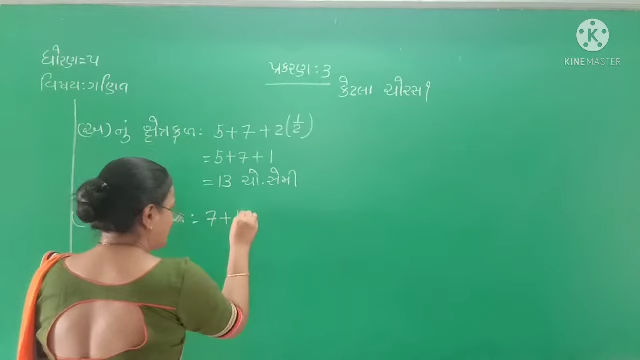 ધોરણ=૫
વિષય:ગણિત
પ્રકરણ:૩
કેટલા ચોરસ?
(અ) નું ક્ષેત્રફળ: 5+7+2(1/2)
=5+7+1
=13 ચો.સેમી
ળ: 7+
KINEMASTER